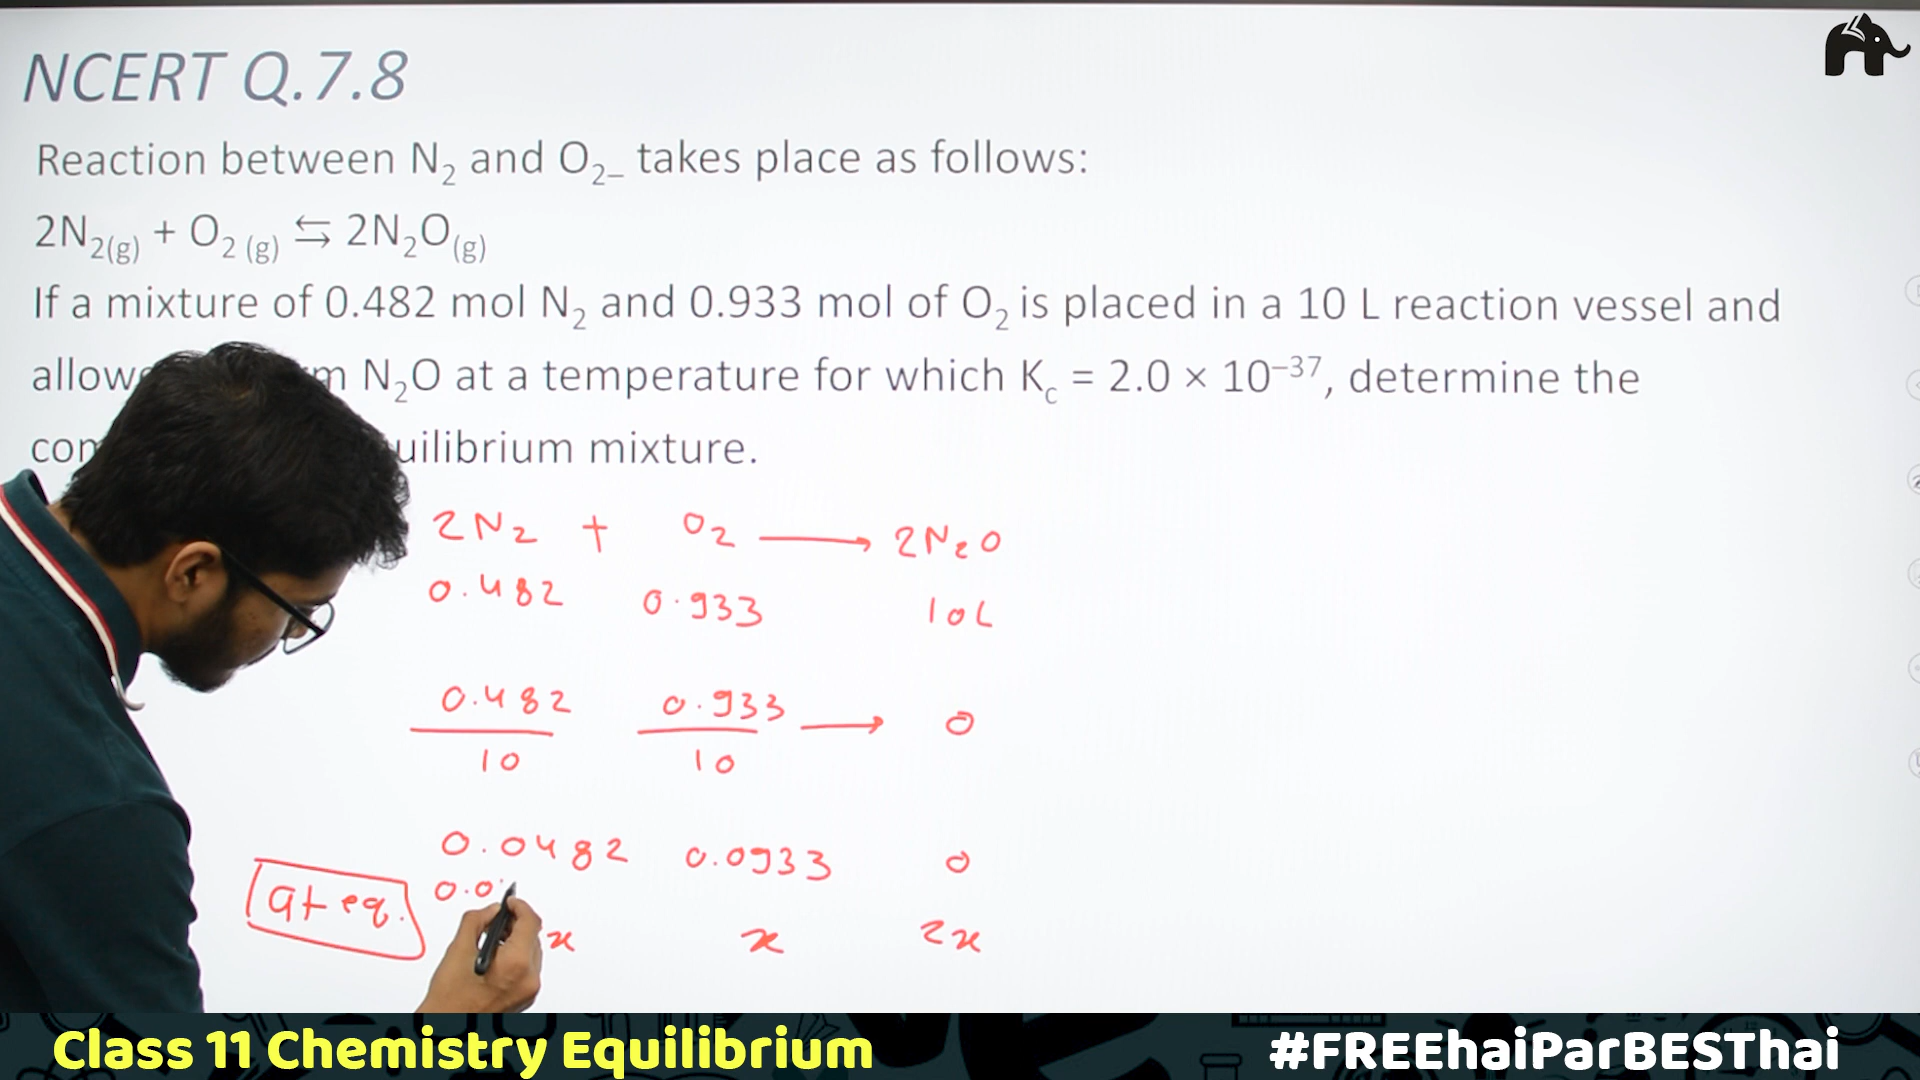 NCERT Q.7.8
Reaction between N₂ and O₂₋ takes place as follows:
2N₂(g) + O₂ (g) ⇆ 2N₂O(g)
If a mixture of 0.482 mol N₂ and 0.933 mol of O₂ is placed in a 10 L reaction vessel and
N₂O at a temperature for which Kc = 2.0 × 10⁻³⁷, determine the
mixture.
2N₂ + O₂ ⟶ 2N₂O
0.482 0.933 10L
0.482 0.933 ⟶ 0
10 10
0.0482 0.0933 0
at eq. 0.0
x x 2x
Class 11 Chemistry Equilibrium
#FREEhaiParBESThai